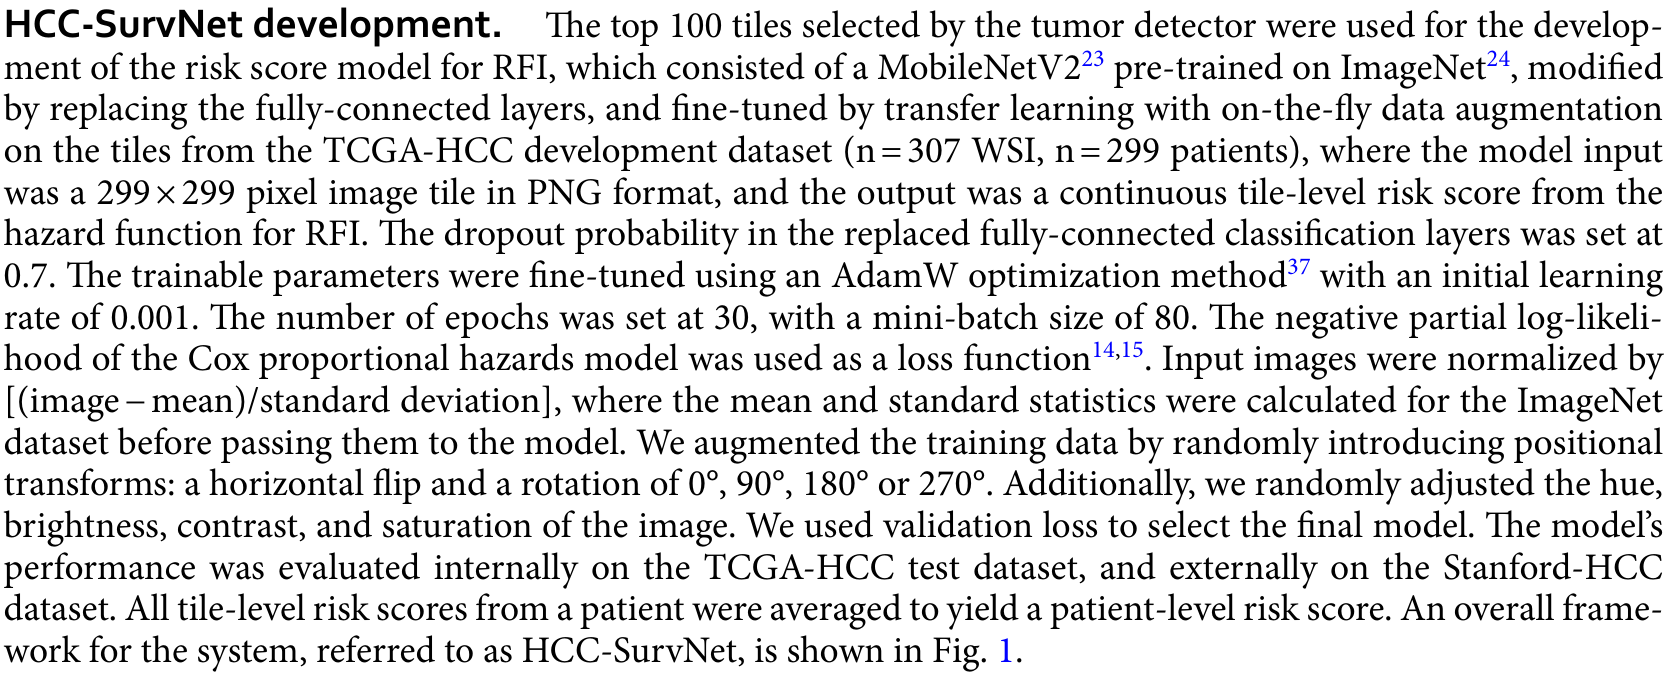 HCC-SurvNet development. The top 100 tiles selected by the tumor detector were used for the develop-
ment of the risk score model for RFI, which consisted of a MobileNetV223 pre-trained on ImageNet24, modified
by replacing the fully-connected layers, and fine-tuned by transfer learning with on-the-fly data augmentation
on the tiles from the TCGA-HCC development dataset (n = 307 WSI, n = 299 patients), where the model input
was a 299 × 299 pixel image tile in PNG format, and the output was a continuous tile-level risk score from the
hazard function for RFI. The dropout probability in the replaced fully-connected classification layers was set at
0.7. The trainable parameters were fine-tuned using an AdamW optimization method37 with an initial learning
rate of 0.001. The number of epochs was set at 30, with a mini-batch size of 80. The negative partial log-likeli-
hood of the Cox proportional hazards model was used as a loss function14,15. Input images were normalized by
[(image − mean)/standard deviation], where the mean and standard statistics were calculated for the ImageNet
dataset before passing them to the model. We augmented the training data by randomly introducing positional
transforms: a horizontal flip and a rotation of 0°, 90°, 180° or 270°. Additionally, we randomly adjusted the hue,
brightness, contrast, and saturation of the image. We used validation loss to select the final model. The model’s
performance was evaluated internally on the TCGA-HCC test dataset, and externally on the Stanford-HCC
dataset. All tile-level risk scores from a patient were averaged to yield a patient-level risk score. An overall frame-
work for the system, referred to as HCC-SurvNet, is shown in Fig. 1.